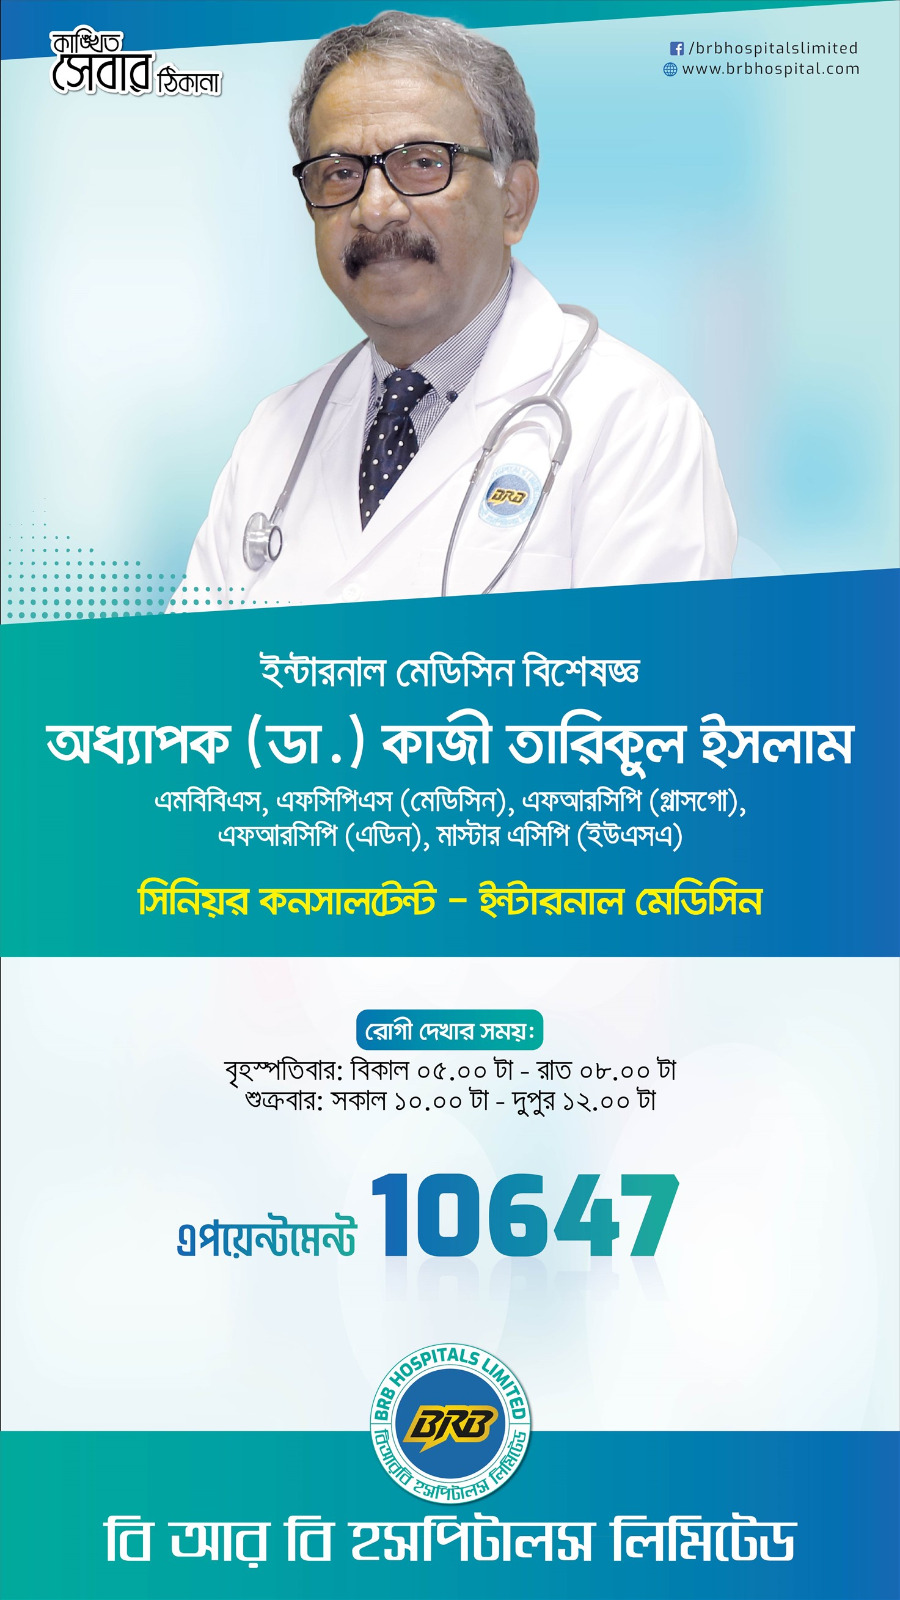 কাঙ্খিত
সেবার ঠিকানা
/brbhospitalslimited
www.brbhospital.com
BRB
ইন্টারনাল মেডিসিন বিশেষজ্ঞ
অধ্যাপক (ডা.) কাজী তারিকুল ইসলাম
এমবিবিএস, এফসিপিএস (মেডিসিন), এফআরসিপি (গ্লাসগো),
এফআরসিপি (এডিন), মাস্টার এসিপি (ইউএসএ)
সিনিয়র কনসালটেন্ট - ইন্টারনাল মেডিসিন
রোগী দেখার সময়:
বৃহস্পতিবার: বিকাল ০৫.০০ টা - রাত ০৮.০০ টা
শুক্রবার: সকাল ১০.০০ টা - দুপুর ১২.০০ টা
এপয়েন্টমেন্ট 10647
BRB HOSPITALS LIMITED
BRB
বিআরবি হসপিটালস লিমিটেড
বি আর বি হসপিটালস লিমিটেড